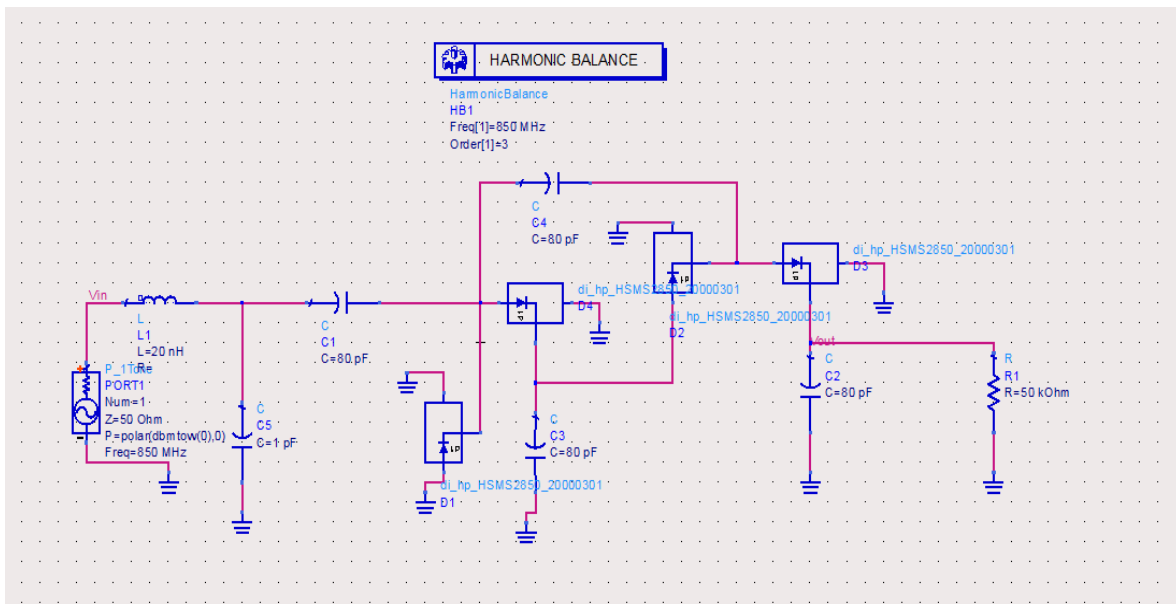 HARMONIC BALANCE
HarmonicBalance
HB1
Freq[1]=850 MHz
Order[1]=3
C
C4
C=80 pF
di_hp_HSMS2850_20000301
D3
di_hp_HSMS2850_20000301
D4
di_hp_HSMS2850_20000301
D2
Vin
L
L1
L=20 nH
R=
C
C1
C=80 pF
Vout
C
C2
C=80 pF
R
R1
R=50 kOhm
P_1Tone
PORT1
Num=1
Z=50 Ohm
P=polar(dbmtow(0),0)
Freq=850 MHz
C
C5
C=1 pF
C
C3
C=80 pF
di_hp_HSMS2850_20000301
D1